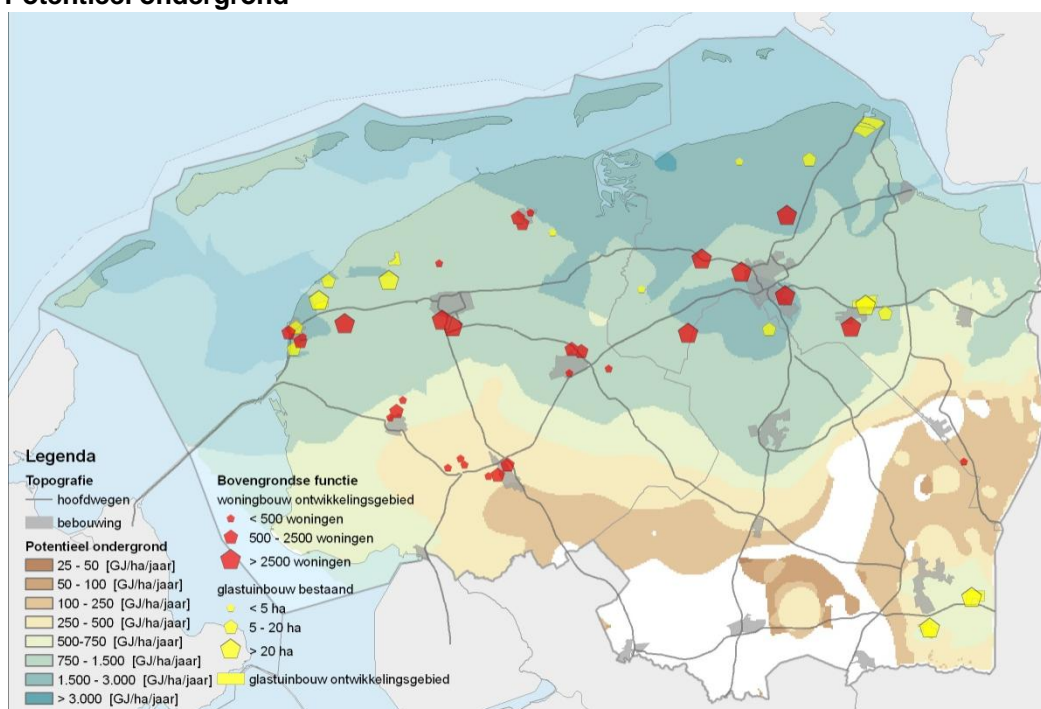 Potentieel ondergrond
Legenda
Topografie
hoofdwegen
bebouwing
Potentieel ondergrond
25 - 50 [GJ/ha/jaar]
50 - 100 [GJ/ha/jaar]
100 - 250 [GJ/ha/jaar]
250 - 500 [GJ/ha/jaar]
500-750 [GJ/ha/jaar]
750 - 1.500 [GJ/ha/jaar]
1.500 - 3.000 [GJ/ha/jaar]
> 3.000 [GJ/ha/jaar]
Bovengrondse functie
woningbouw ontwikkelingsgebied
< 500 woningen
500 - 2500 woningen
> 2500 woningen
glastuinbouw bestaand
< 5 ha
5 - 20 ha
> 20 ha
glastuinbouw ontwikkelingsgebied